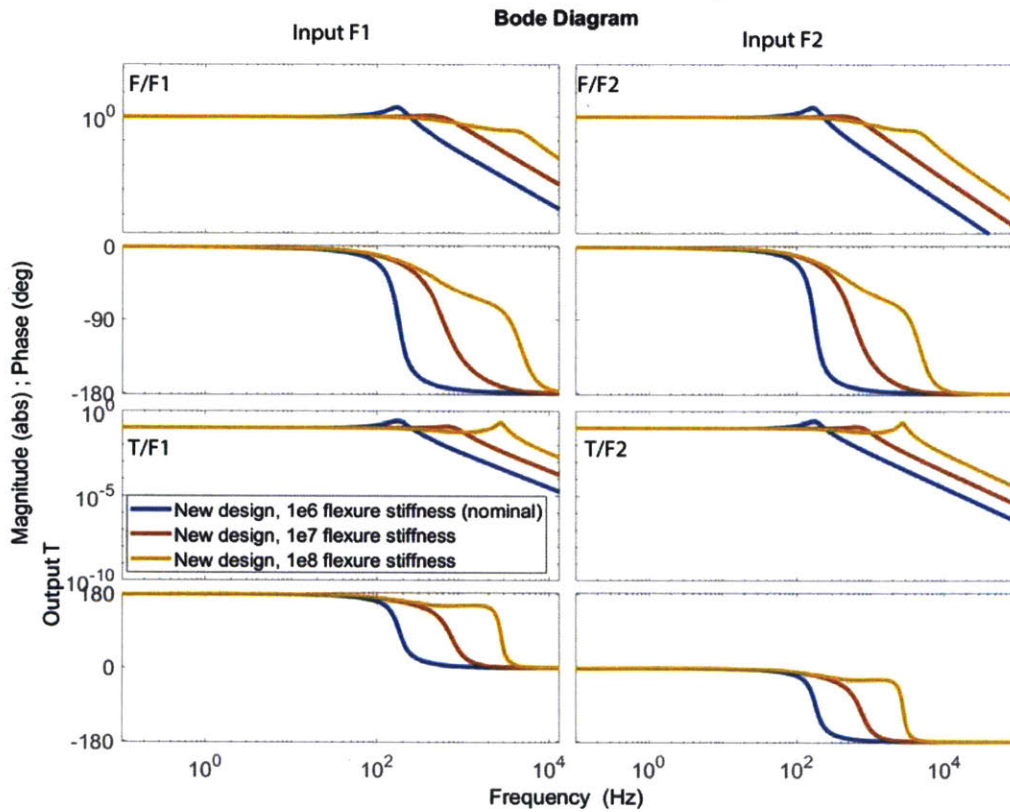 Bode Diagram
Input F1
Input F2
F/F1
F/F2
10^0
0
-90
-180
10^0
T/F1
T/F2
10^-5
New design, 1e6 flexure stiffness (nominal)
New design, 1e7 flexure stiffness
New design, 1e8 flexure stiffness
10^-10
180
0
-180
Magnitude (abs) ; Phase (deg)
Output T
10^0
10^2
10^4
10^0
10^2
10^4
Frequency (Hz)